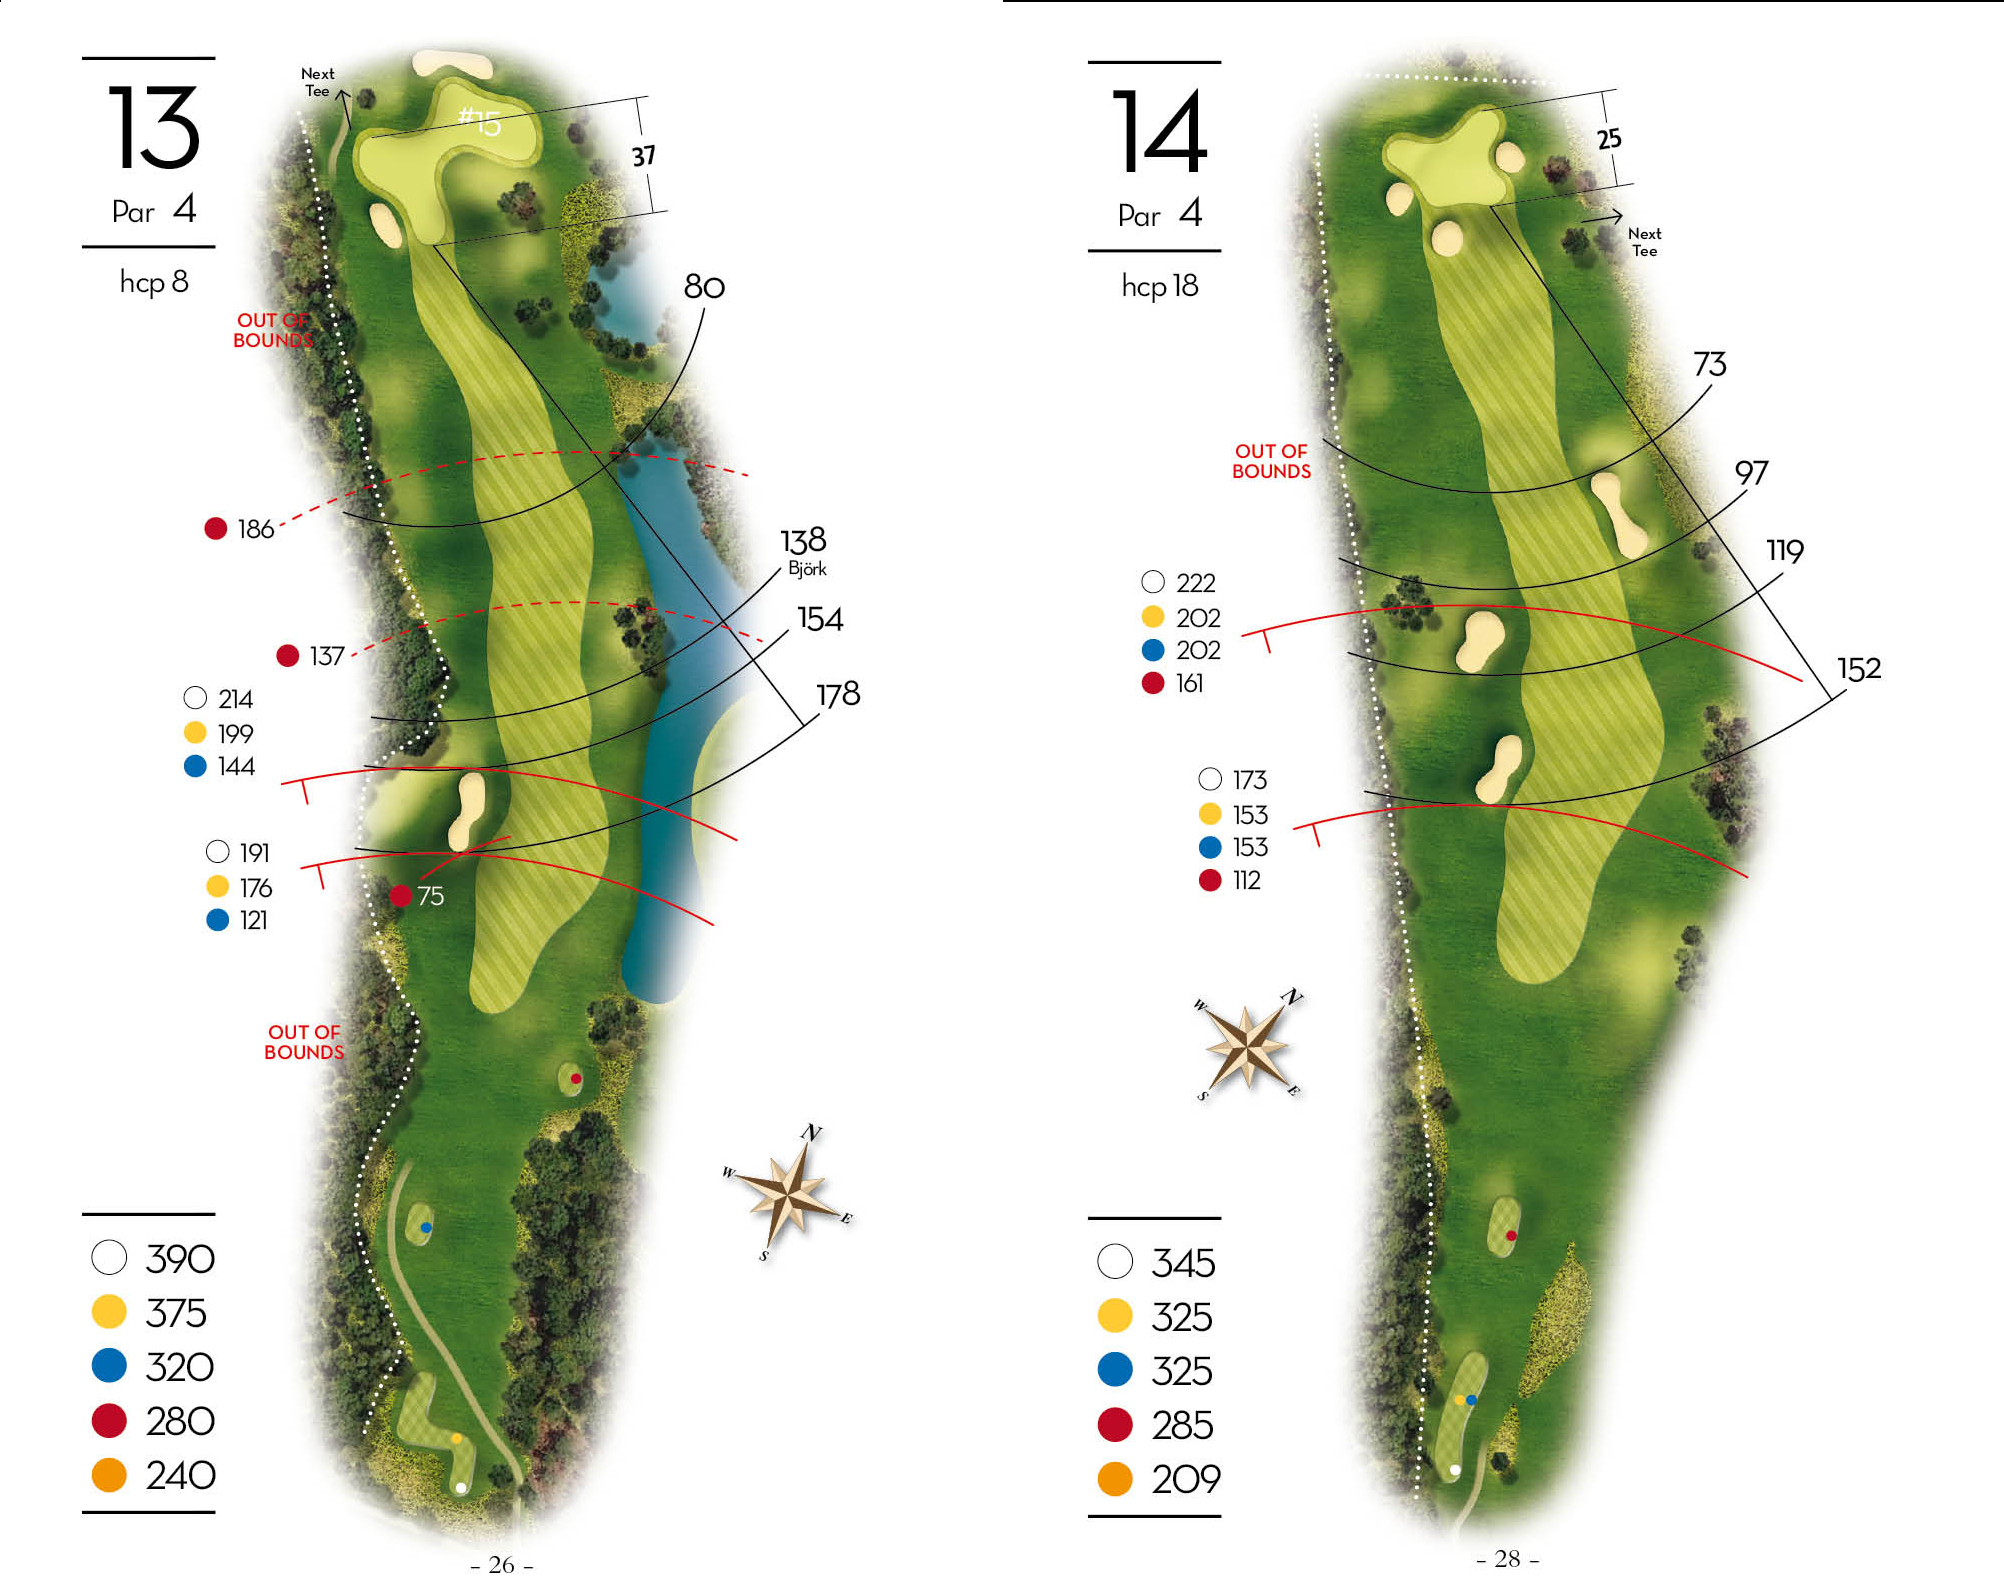 13
Par 4
hcp 8
Next
Tee
#15
37
OUT OF
BOUNDS
80
186
138
Björk
154
137
178
214
199
144
191
176
121
75
OUT OF
BOUNDS
N
W
E
S
390
375
320
280
240
- 26 -
14
Par 4
hcp 18
25
Next
Tee
73
OUT OF
BOUNDS
97
119
152
222
202
202
161
173
153
153
112
N
W
E
S
345
325
325
285
209
- 28 -